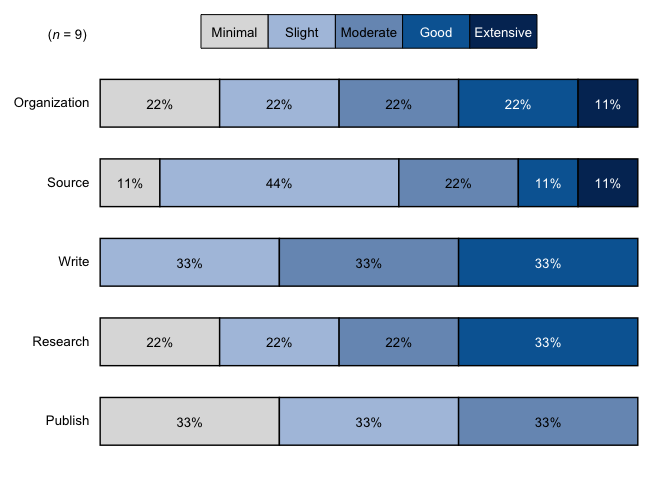 (n = 9) Minimal Slight Moderate Good Extensive
Organization 22% 22% 22% 22% 11%
Source 11% 44% 22% 11% 11%
Write 33% 33% 33%
Research 22% 22% 22% 33%
Publish 33% 33% 33%